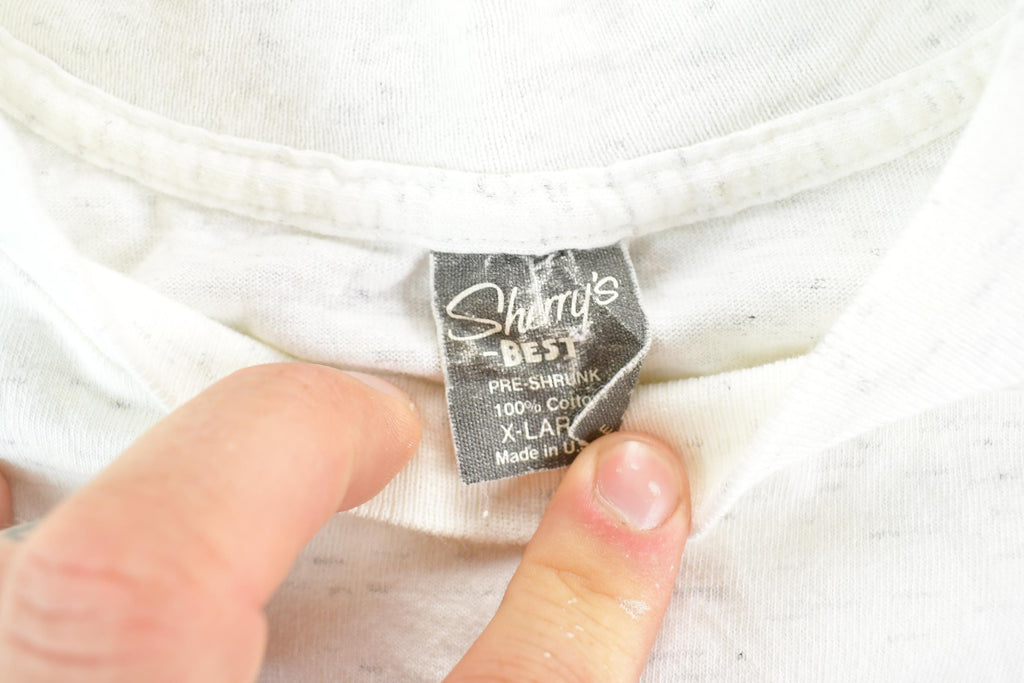 Sherry's
-BEST
PRE-SHRUNK
100% Cotto
X-LAR
Made in U.S